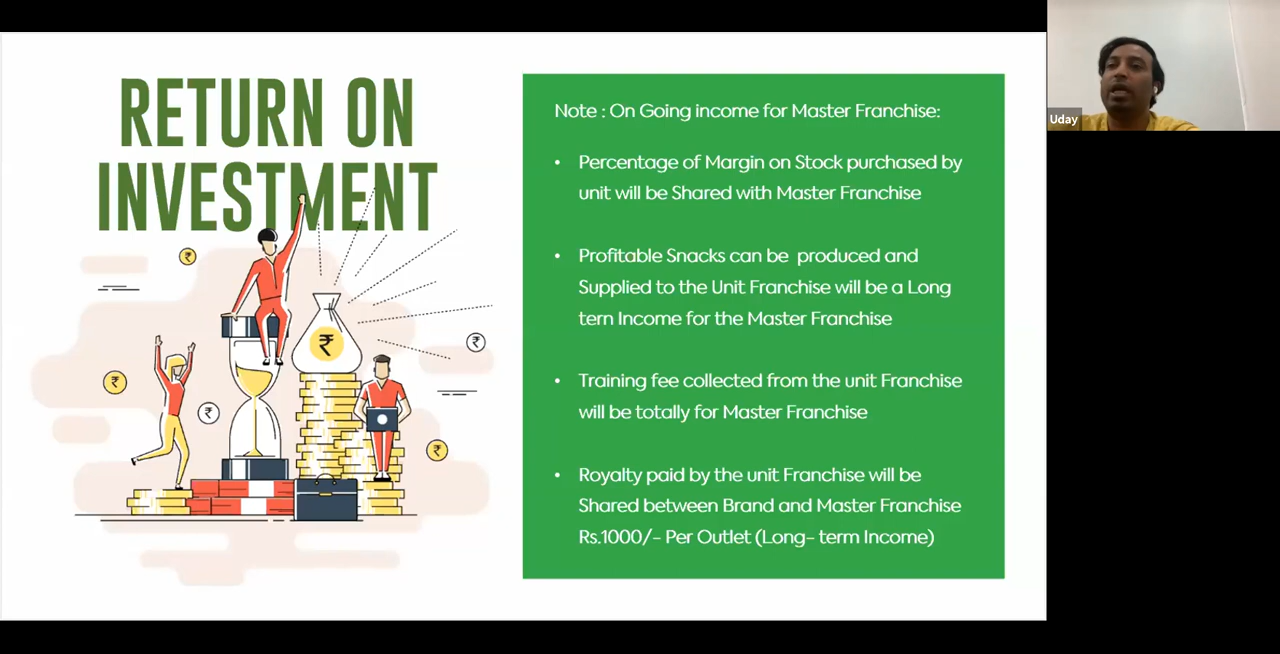 RETURN ON
INVESTMENT
Note : On Going income for Master Franchise:
• Percentage of Margin on Stock purchased by
unit will be Shared with Master Franchise
• Profitable Snacks can be produced and
Supplied to the Unit Franchise will be a Long
tern Income for the Master Franchise
• Training fee collected from the unit Franchise
will be totally for Master Franchise
• Royalty paid by the unit Franchise will be
Shared between Brand and Master Franchise
Rs.1000/- Per Outlet (Long- term Income)
₹
₹
₹
₹
₹
₹
Uday